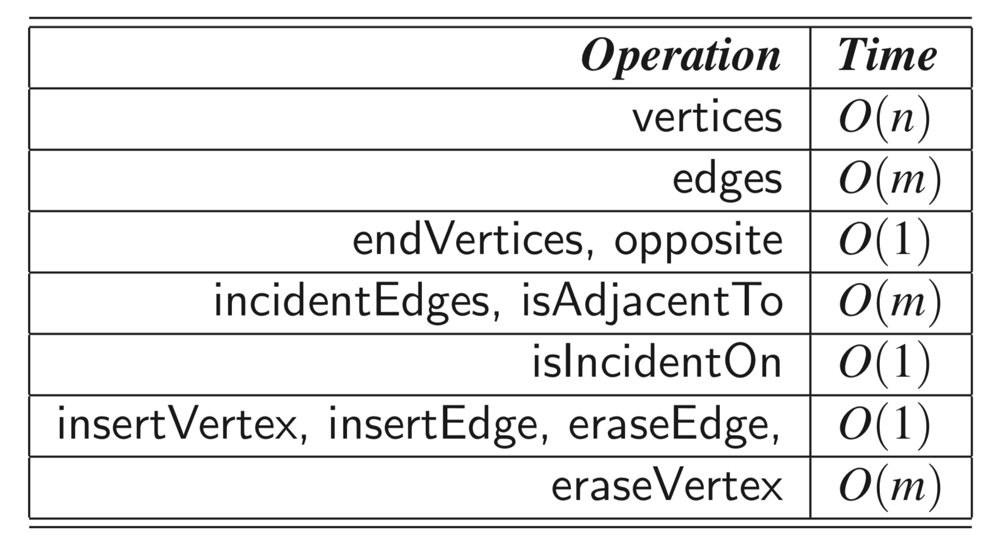 Operation Time
vertices O(n)
edges O(m)
endVertices, opposite O(1)
incidentEdges, isAdjacentTo O(m)
isIncidentOn O(1)
insertVertex, insertEdge, eraseEdge, O(1)
eraseVertex O(m)